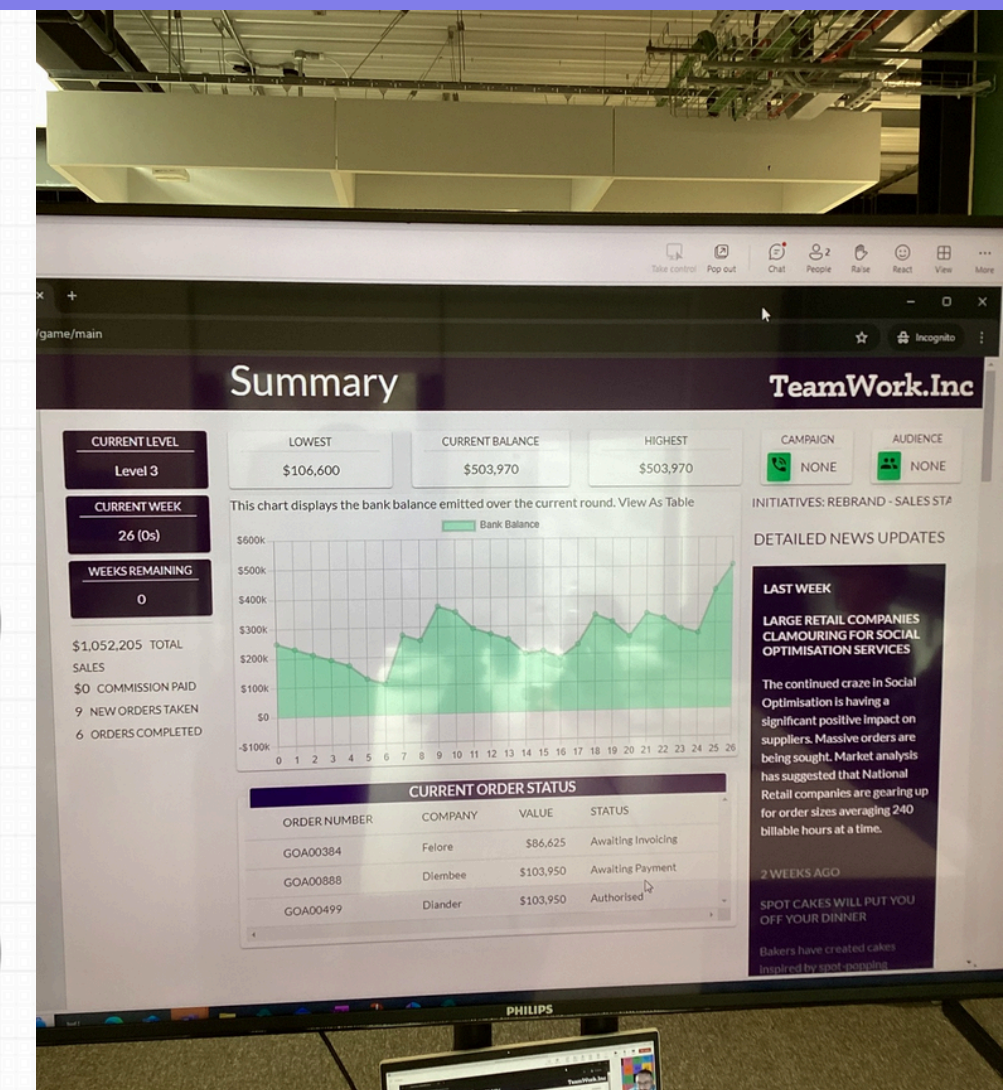 Take control
Pop out
Chat
2
People
Raise
React
View
More
/game/main
Incognito
Summary
TeamWork.Inc
CURRENT LEVEL
Level 3
CURRENT WEEK
26 (0s)
WEEKS REMAINING
0
$1,052,205 TOTAL
SALES
$0 COMMISSION PAID
9 NEW ORDERS TAKEN
6 ORDERS COMPLETED
LOWEST
$106,600
CURRENT BALANCE
$503,970
HIGHEST
$503,970
CAMPAIGN
NONE
AUDIENCE
NONE
This chart displays the bank balance emitted over the current round. View As Table
Bank Balance
$600k
$500k
$400k
$300k
$200k
$100k
$0
-$100k
0 1 2 3 4 5 6 7 8 9 10 11 12 13 14 15 16 17 18 19 20 21 22 23 24 25 26
CURRENT ORDER STATUS
ORDER NUMBER COMPANY VALUE STATUS
GOA00384 Felore $86,625 Awaiting Invoicing
GOA00888 Diembee $103,950 Awaiting Payment
GOA00499 Diander $103,950 Authorised
INITIATIVES: REBRAND - SALES STA
DETAILED NEWS UPDATES
LAST WEEK
LARGE RETAIL COMPANIES
CLAMOURING FOR SOCIAL
OPTIMISATION SERVICES
The continued craze in Social
Optimisation is having a
significant positive impact on
suppliers. Massive orders are
being sought. Market analysis
has suggested that National
Retail companies are gearing up
for order sizes averaging 240
billable hours at a time.
2 WEEKS AGO
SPOT CAKES WILL PUT YOU
OFF YOUR DINNER
Bakers have created cakes
inspired by spot-popping
PHILIPS
TeamWork.Inc